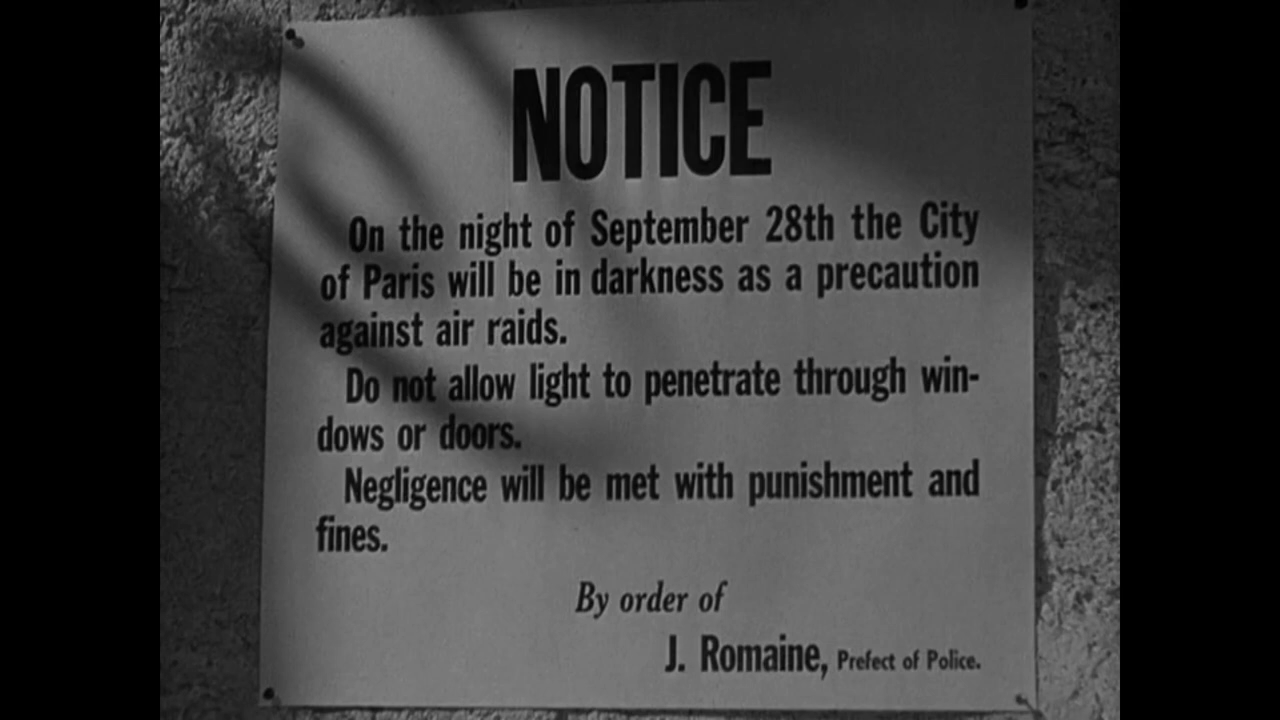 NOTICE
On the night of September 28th the City
of Paris will be in darkness as a precaution
against air raids.
Do not allow light to penetrate through win-
dows or doors.
Negligence will be met with punishment and
fines.
By order of
J. Romaine, Prefect of Police.